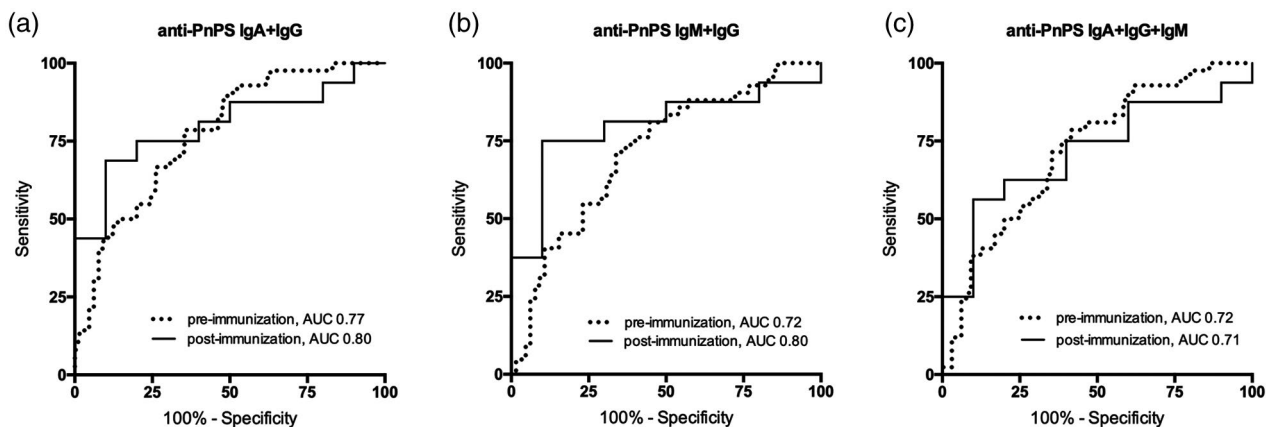 (a)
anti-PnPS IgA+IgG
100
75
50
25
0
Sensitivity
pre-immunization, AUC 0.77
post-immunization, AUC 0.80
0
25
50
75
100
100% - Specificity
(b)
anti-PnPS IgM+IgG
100
75
50
25
0
Sensitivity
pre-immunization, AUC 0.72
post-immunization, AUC 0.80
0
25
50
75
100
100% - Specificity
(c)
anti-PnPS IgA+IgG+IgM
100
75
50
25
0
Sensitivity
pre-immunization, AUC 0.72
post-immunization, AUC 0.71
0
25
50
75
100
100% - Specificity